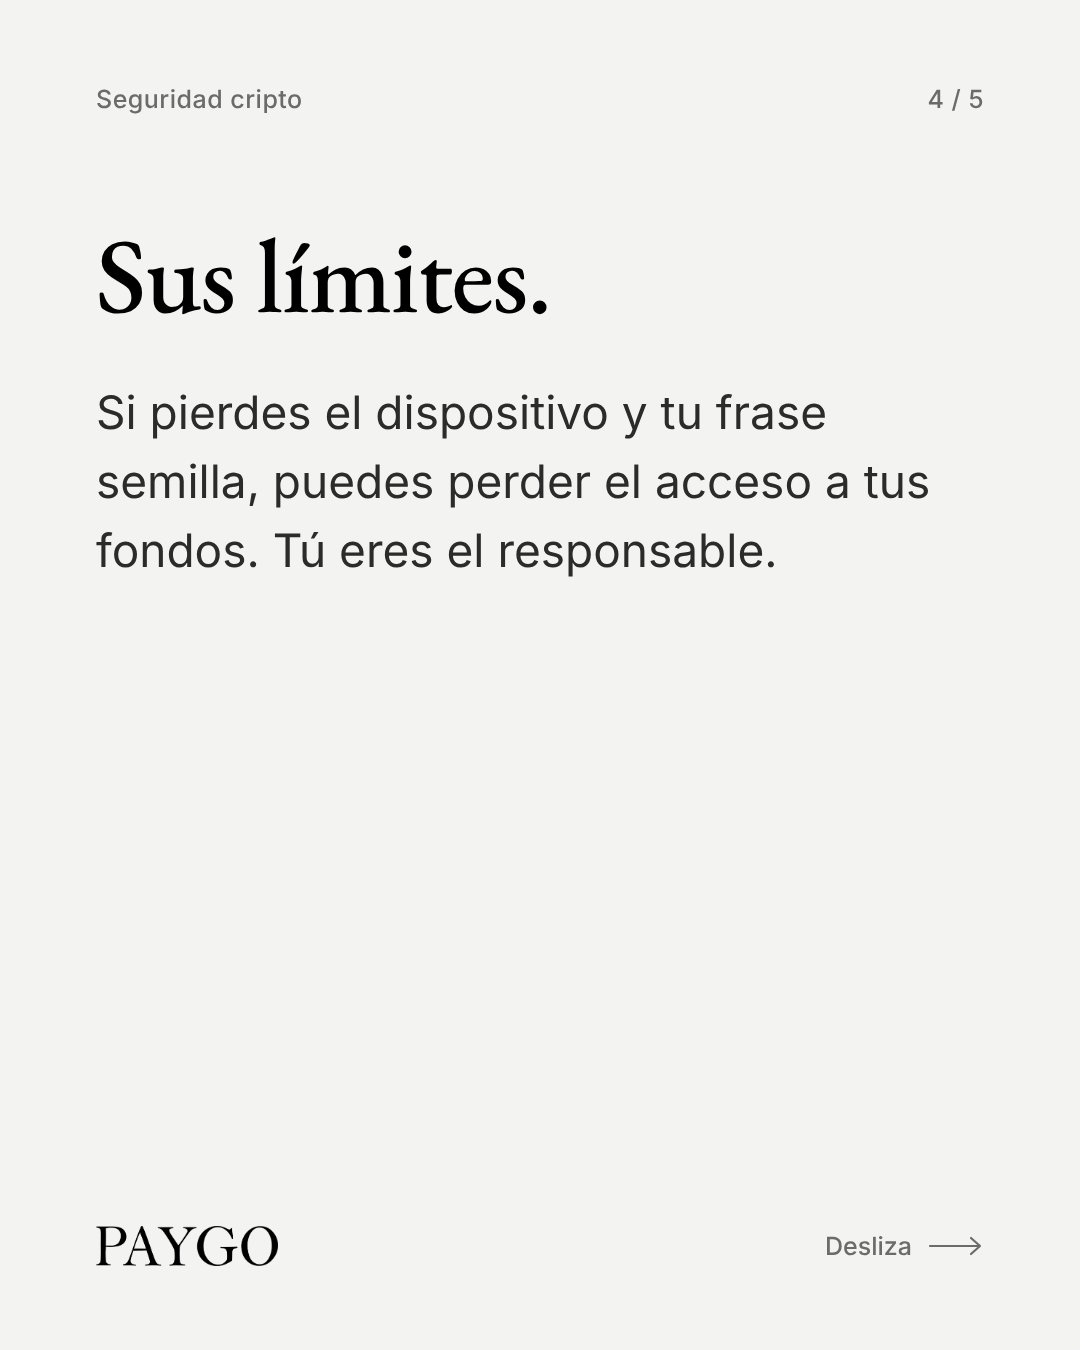 Seguridad cripto
4 / 5
Sus límites.
Si pierdes el dispositivo y tu frase
semilla, puedes perder el acceso a tus
fondos. Tú eres el responsable.
PAYGO
Desliza